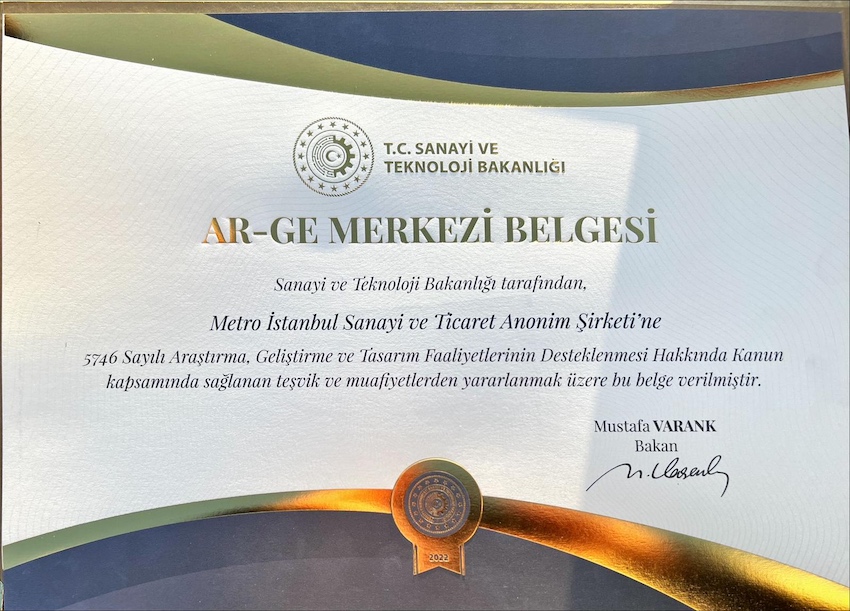 T.C. SANAYİ VE
TEKNOLOJİ BAKANLIĞI
AR-GE MERKEZİ BELGESİ
Sanayi ve Teknoloji Bakanlığı tarafından,
Metro İstanbul Sanayi ve Ticaret Anonim Şirketi’ne
5746 Sayılı Araştırma, Geliştirme ve Tasarım Faaliyetlerinin Desteklenmesi Hakkında Kanun
kapsamında sağlanan teşvik ve muafiyetlerden yararlanmak üzere bu belge verilmiştir.
Mustafa VARANK
Bakan
2022